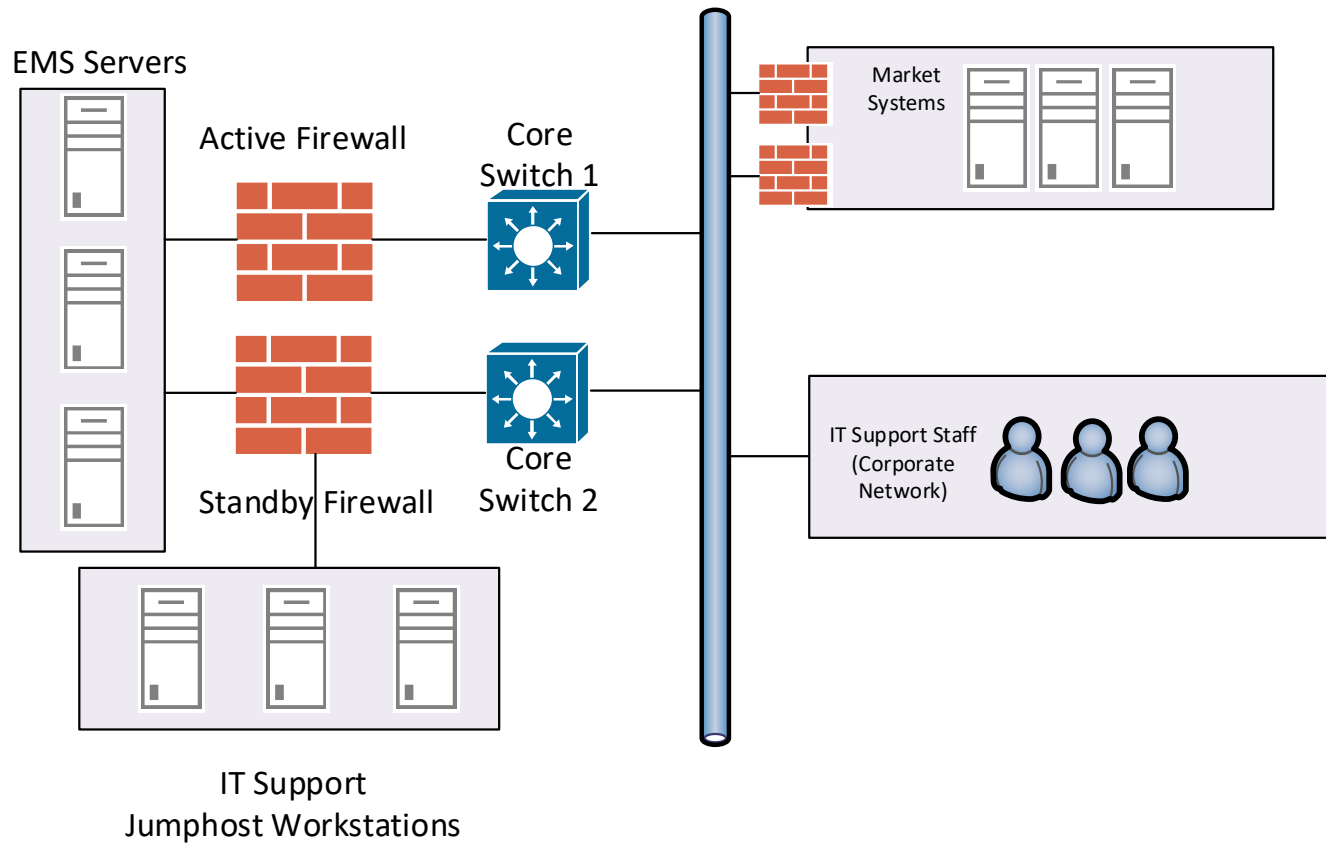 EMS Servers
Active Firewall
Core
Switch 1
Market
Systems
Standby Firewall
Core
Switch 2
IT Support Staff
(Corporate
Network)
IT Support
Jumphost Workstations